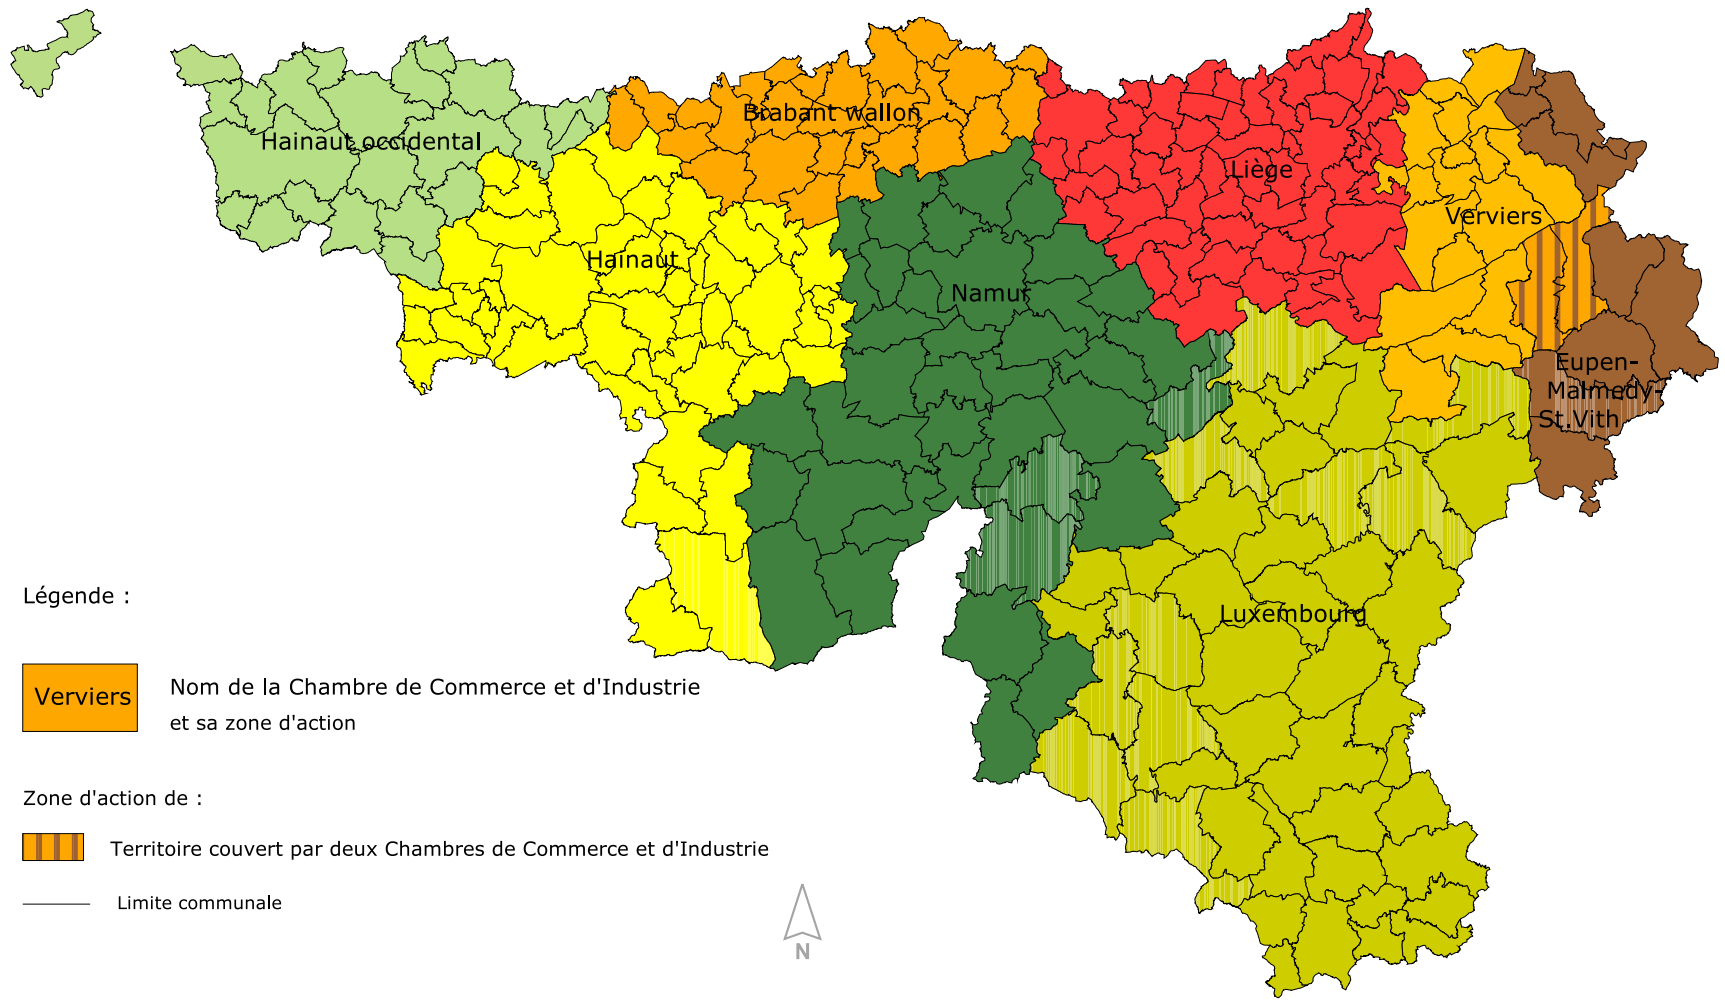 Hainaut occidental
Brabant wallon
Liège
Verviers
Hainaut
Namur
Eupen-
Malmedy-
St.Vith
Luxembourg
Légende :
Verviers
Nom de la Chambre de Commerce et d'Industrie
et sa zone d'action
Zone d'action de :
Territoire couvert par deux Chambres de Commerce et d'Industrie
Limite communale
N